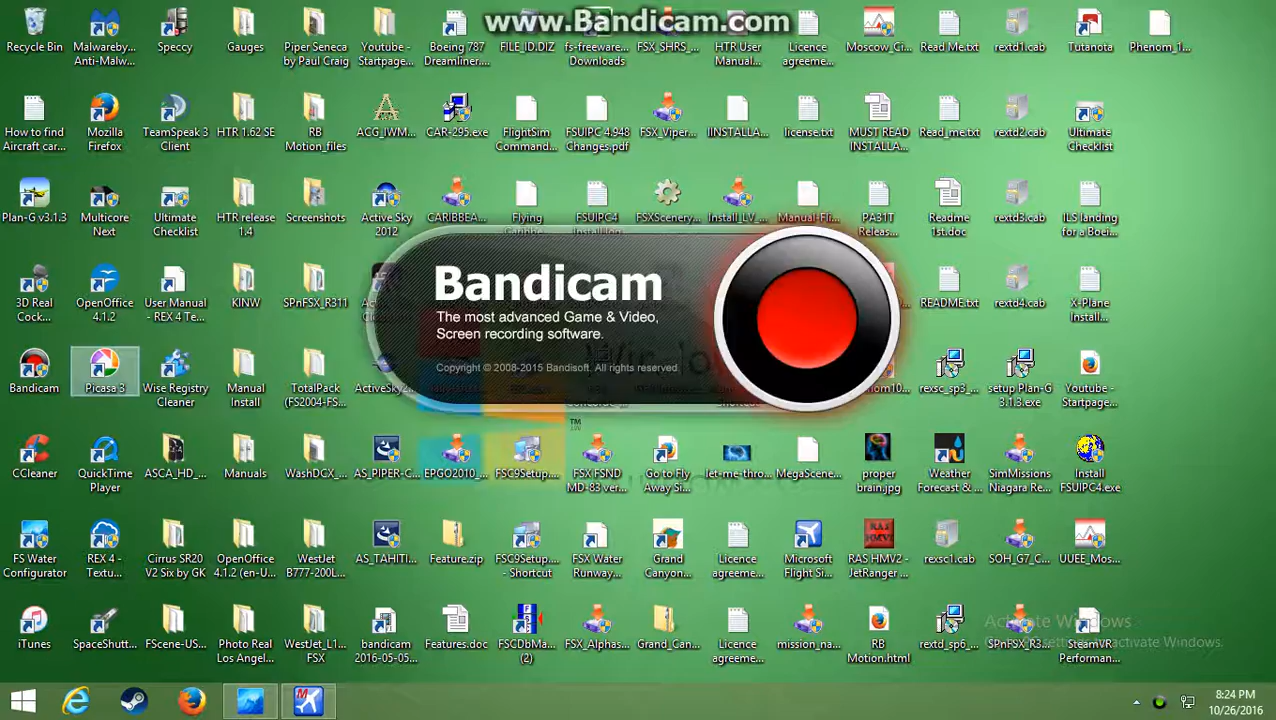 www.Bandicam.com
Recycle Bin
Malwareby...
Anti-Malw...
Speccy
Gauges
Piper Seneca
by Paul Craig
Youtube -
Startpage...
Boeing 787
Dreamliner...
FILE_ID.DIZ
fs-freeware...
Downloads
FSX_SHRS_...
HTR User
Manual...
Licence
agreeme...
Moscow_Ci...
Read Me.txt
rextd1.cab
Tutanota
Phenom_1...
How to find
Aircraft car...
Mozilla
Firefox
TeamSpeak 3
Client
HTR 1.62 SE
RB
Motion_files
ACG_IWM...
CAR-295.exe
FlightSim
Command...
FSUIPC 4.948
Changes.pdf
FSX_Viper...
IINSTALLA...
license.txt
MUST READ
INSTALLA...
Read_me.txt
rextd2.cab
Ultimate
Checklist
Plan-G v3.1.3
Multicore
Next
Ultimate
Checklist
HTR release
1.4
Screenshots
Active Sky
2012
CARIBBEA...
Flying
Caribbe...
FSUIPC4
Install.log
FSXScenery...
Install_LV_...
Manual-Fli...
PA31T
Releas...
Readme
1st.doc
rextd3.cab
ILS landing
for a Boei...
3D Real
Cock...
OpenOffice
4.1.2
User Manual
- REX 4 Te...
KINW
SPnFSX_R311
Bandicam
The most advanced Game & Video,
Screen recording software.
Copyright © 2008-2015 Bandisoft. All rights reserved.
README.txt
rextd4.cab
X-Plane
Install...
Bandicam
Picasa 3
Wise Registry
Cleaner
Manual
Install
TotalPack
(FS2004-FS...
ActiveSky2...
rexsc_sp3_...
setup Plan-G
3.1.3.exe
Youtube -
Startpage...
CCleaner
QuickTime
Player
ASCA_HD_...
Manuals
WashDCX_...
AS_PIPER-C...
EPGO2010_...
FSC9Setup....
FSX FSND
MD-83 ver...
Go to Fly
Away Si...
let-me-thro...
MegaScene...
proper
brain.jpg
Weather
Forecast & ...
SimMissions
Niagara Re...
Install
FSUIPC4.exe
FS Water
Configurator
REX 4 -
Textu...
Cirrus SR20
V2 Six by GK
OpenOffice
4.1.2 (en-U...
WestJet
B777-200L...
AS_TAHITI...
Feature.zip
FSC9Setup....
- Shortcut
FSX Water
Runway...
Grand
Canyon...
Licence
agreeme...
Microsoft
Flight Si...
RAS HMV2 -
JetRanger ...
rexsc1.cab
SOH_G7_C...
UUEE_Mos...
iTunes
SpaceShutt...
FScene-US...
Photo Real
Los Angel...
WestJet_L1...
FSX
bandicam
2016-05-05...
Features.doc
FSCDbMa...
(2)
FSX_Alphas...
Grand_Can...
Licence
agreeme...
mission_na...
RB
Motion.html
rextd_sp6_...
SPnFSX_R3...
SteamVR
Performan...
Activate Windows
8:24 PM
10/26/2016